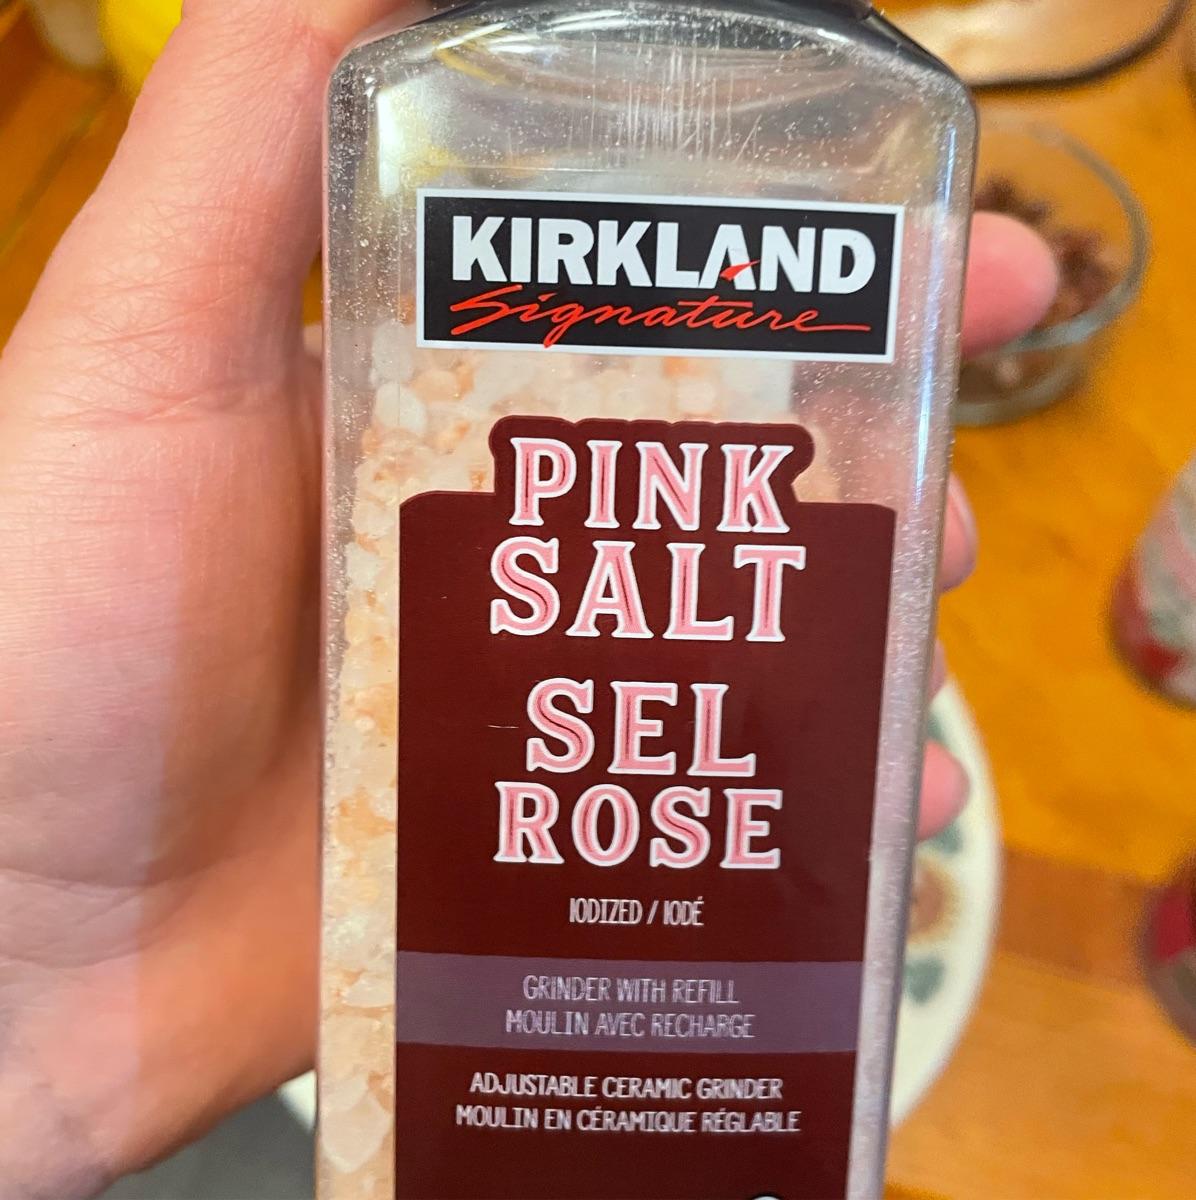 KIRKLAND
Signature
PINK
SALT
SEL
ROSE
IODIZED / IODÉ
GRINDER WITH REFILL
MOULIN AVEC RECHARGE
ADJUSTABLE CERAMIC GRINDER
MOULIN EN CÉRAMIQUE RÉGLABLE